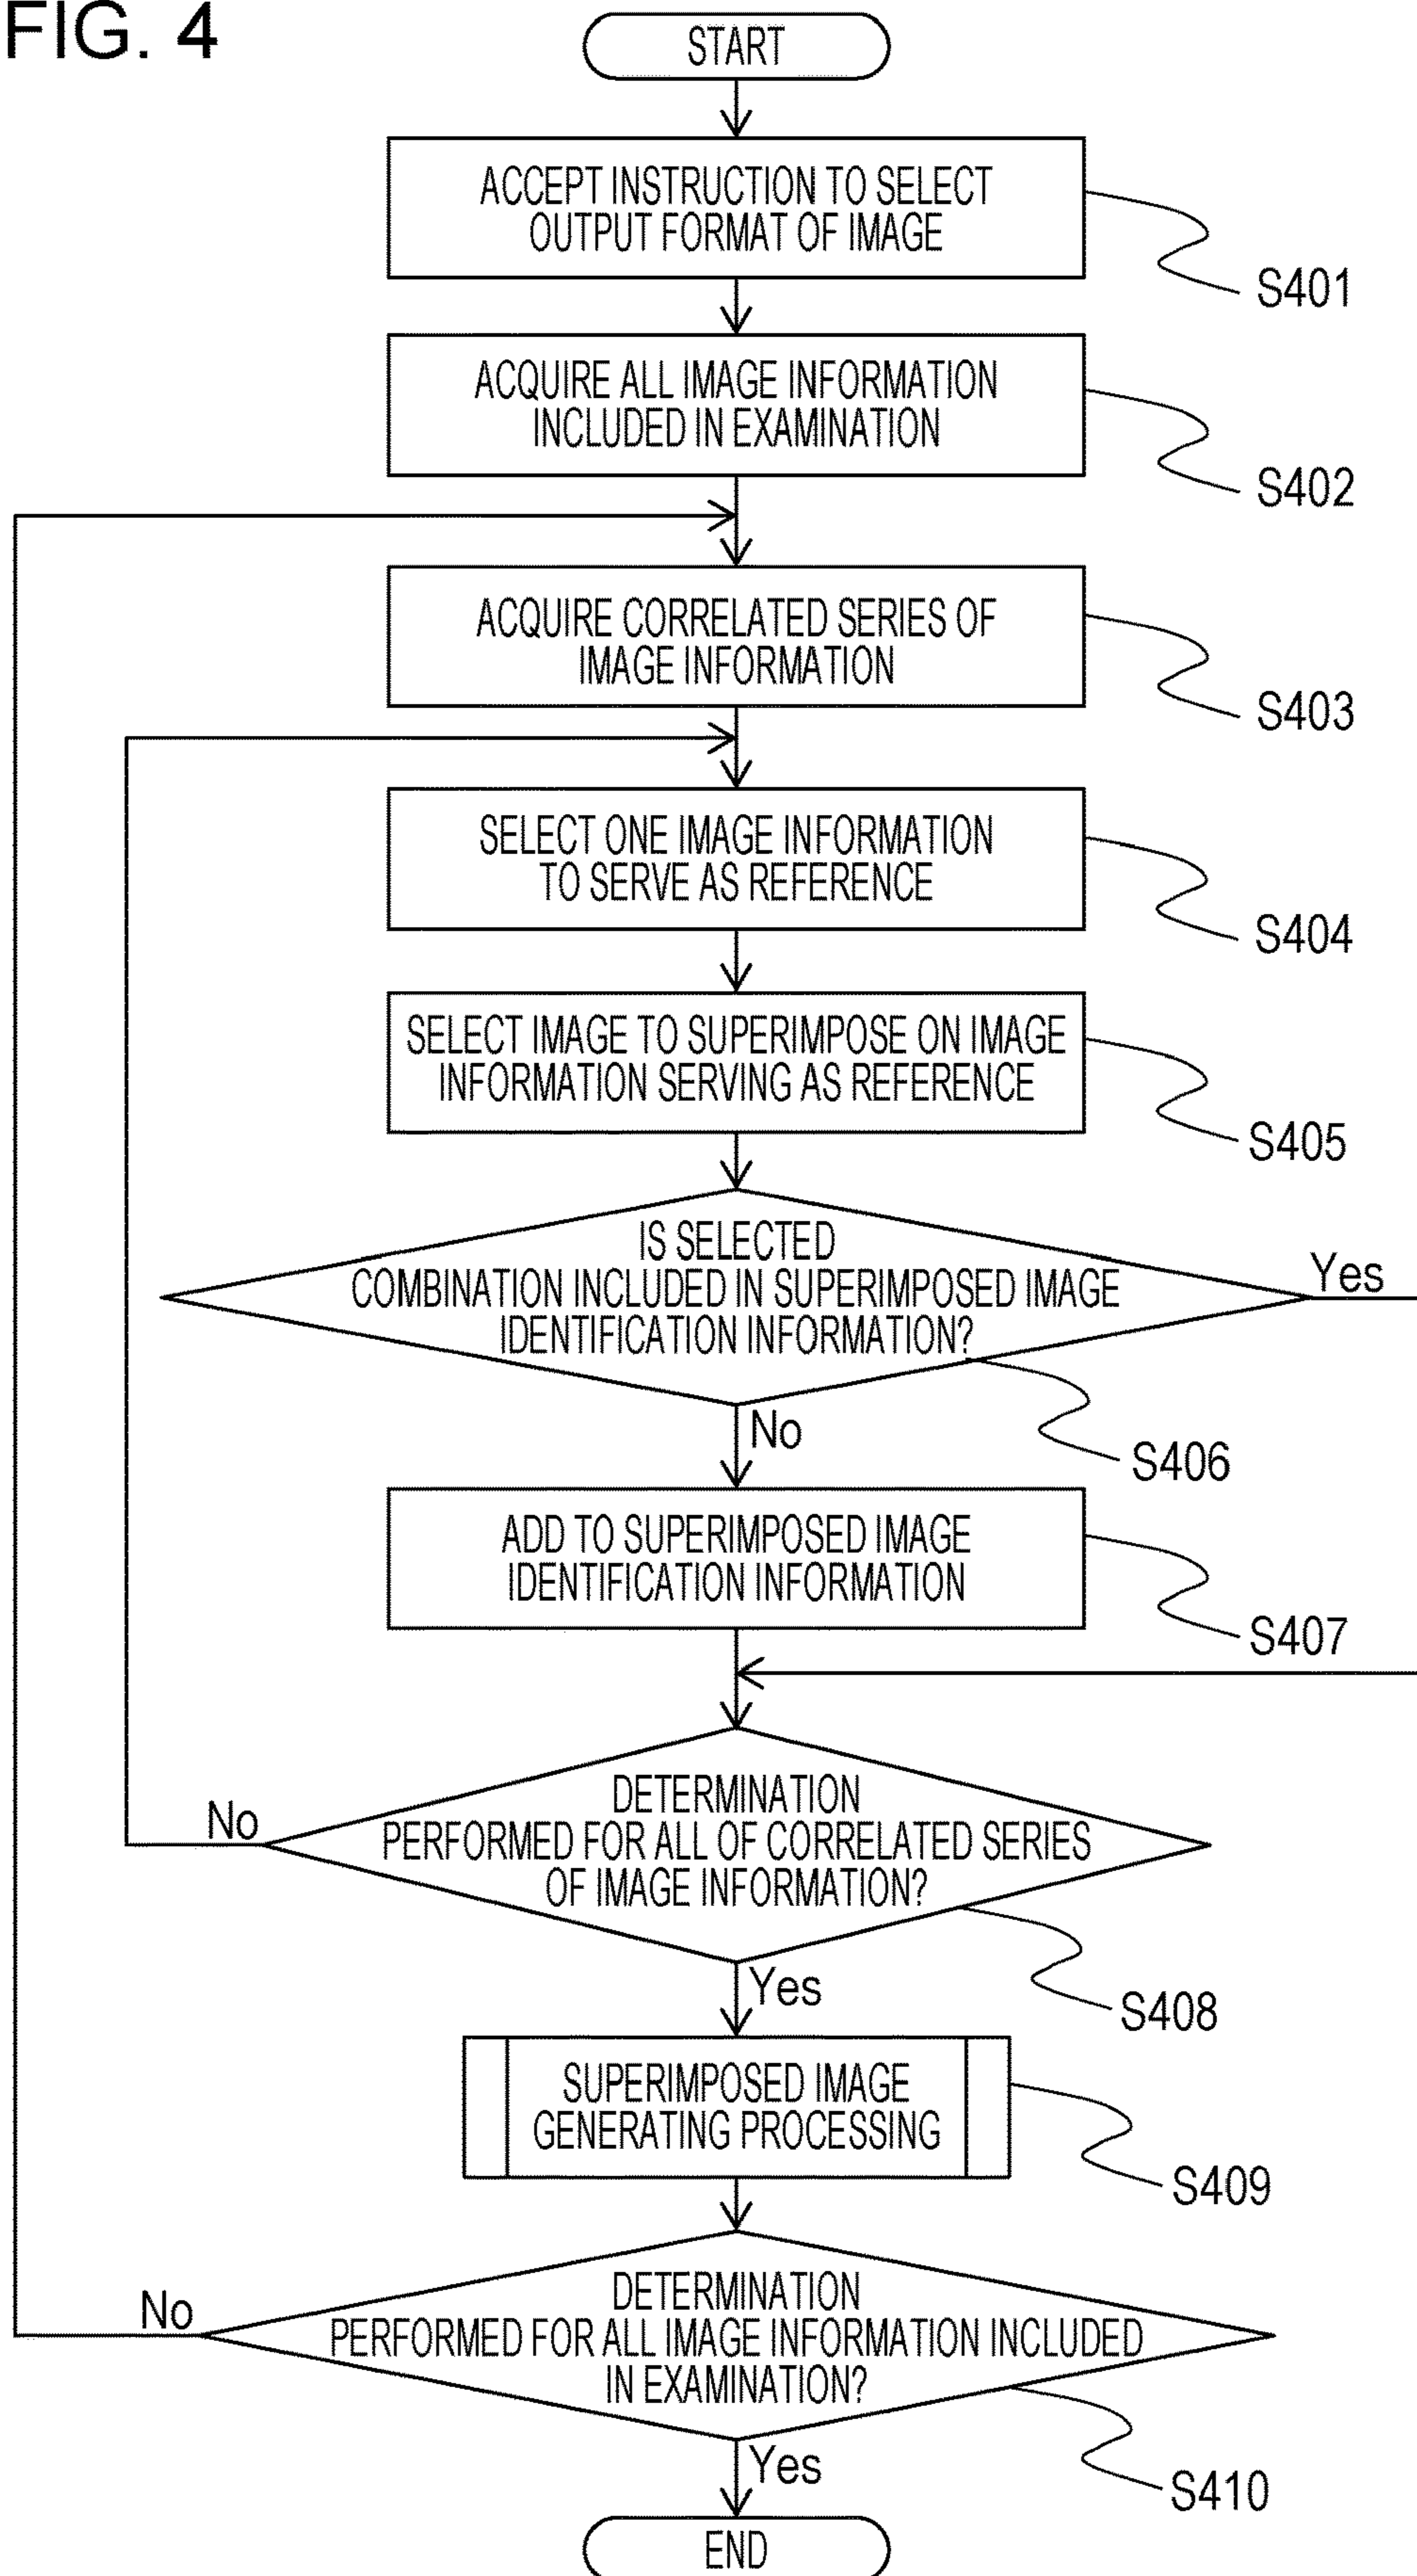 FIG. 4
START
ACCEPT INSTRUCTION TO SELECT
OUTPUT FORMAT OF IMAGE
S401
ACQUIRE ALL IMAGE INFORMATION
INCLUDED IN EXAMINATION
S402
ACQUIRE CORRELATED SERIES OF
IMAGE INFORMATION
S403
SELECT ONE IMAGE INFORMATION
TO SERVE AS REFERENCE
S404
SELECT IMAGE TO SUPERIMPOSE ON IMAGE
INFORMATION SERVING AS REFERENCE
S405
IS SELECTED
COMBINATION INCLUDED IN SUPERIMPOSED IMAGE
IDENTIFICATION INFORMATION?
Yes
No
S406
ADD TO SUPERIMPOSED IMAGE
IDENTIFICATION INFORMATION
S407
DETERMINATION
PERFORMED FOR ALL OF CORRELATED SERIES
OF IMAGE INFORMATION?
No
Yes
S408
SUPERIMPOSED IMAGE
GENERATING PROCESSING
S409
DETERMINATION
PERFORMED FOR ALL IMAGE INFORMATION INCLUDED
IN EXAMINATION?
No
Yes
S410
END